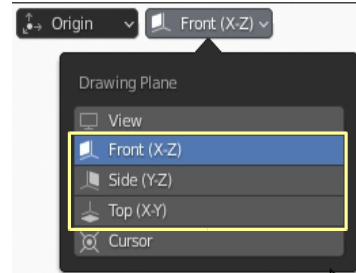 Origin Front (X-Z)
Drawing Plane
View
Front (X-Z)
Side (Y-Z)
Top (X-Y)
Cursor